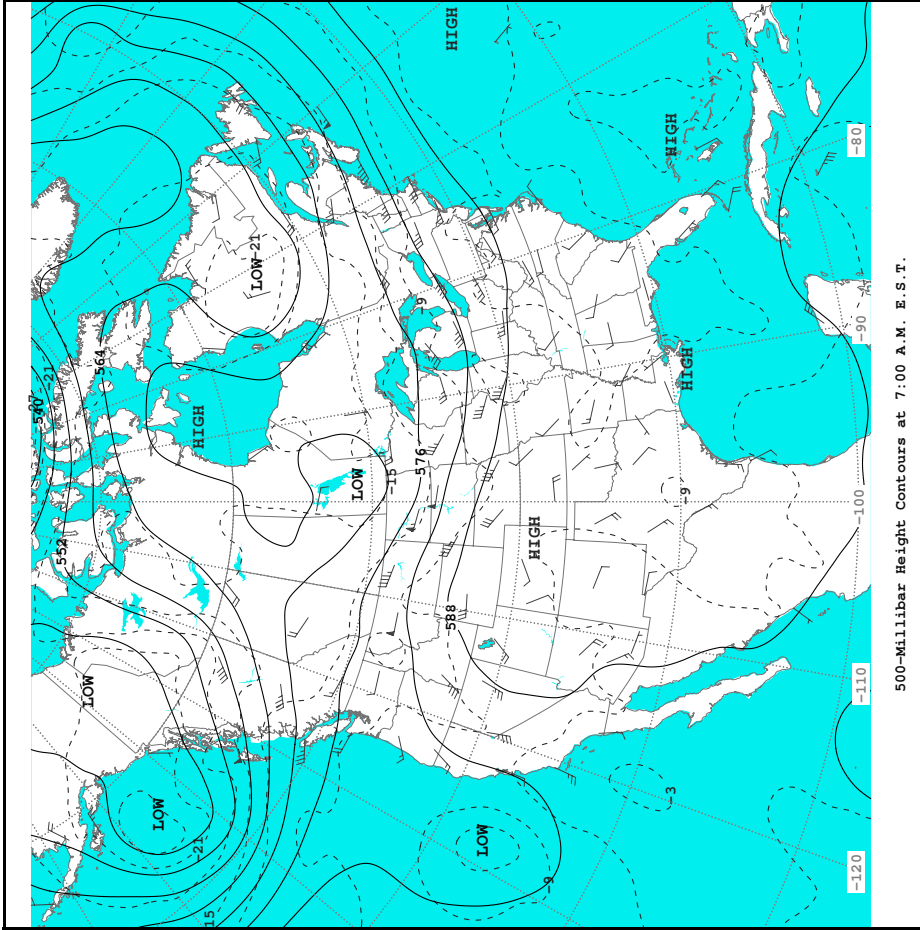 HIGH
HIGH
-80
LOW
-21
-9
-90
564
-21
540
HIGH
HIGH
576
-15
LOW
-9
-100
552
HIGH
588
-110
LOW
-3
LOW
-21
LOW
-9
-120
15
500-Millibar Height Contours at 7:00 A.M. E.S.T.